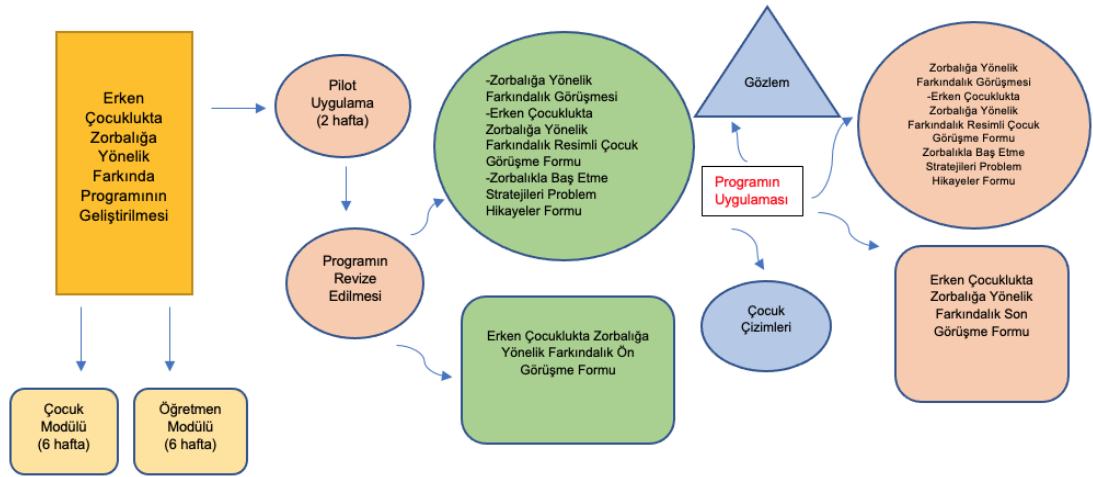 Erken
Çocuklukta
Zorbalığa
Yönelik
Farkında
Programının
Geliştirilmesi
Çocuk
Modülü
(6 hafta)
Öğretmen
Modülü
(6 hafta)
Pilot
Uygulama
(2 hafta)
Programın
Revize
Edilmesi
-Zorbalığa Yönelik
Farkındalık Görüşmesi
-Erken Çocuklukta
Zorbalığa Yönelik
Farkındalık Resimli Çocuk
Görüşme Formu
-Zorbalıkla Baş Etme
Stratejileri Problem
Hikayeler Formu
Erken Çocuklukta Zorbalığa
Yönelik Farkındalık Ön
Görüşme Formu
Gözlem
Programın
Uygulaması
Çocuk
Çizimleri
Zorbalığa Yönelik
Farkındalık Görüşmesi
-Erken Çocuklukta
Zorbalığa Yönelik
Farkındalık Resimli Çocuk
Görüşme Formu
Zorbalıkla Baş Etme
Stratejileri Problem
Hikayeler Formu
Erken Çocuklukta
Zorbalığa Yönelik
Farkındalık Son
Görüşme Formu